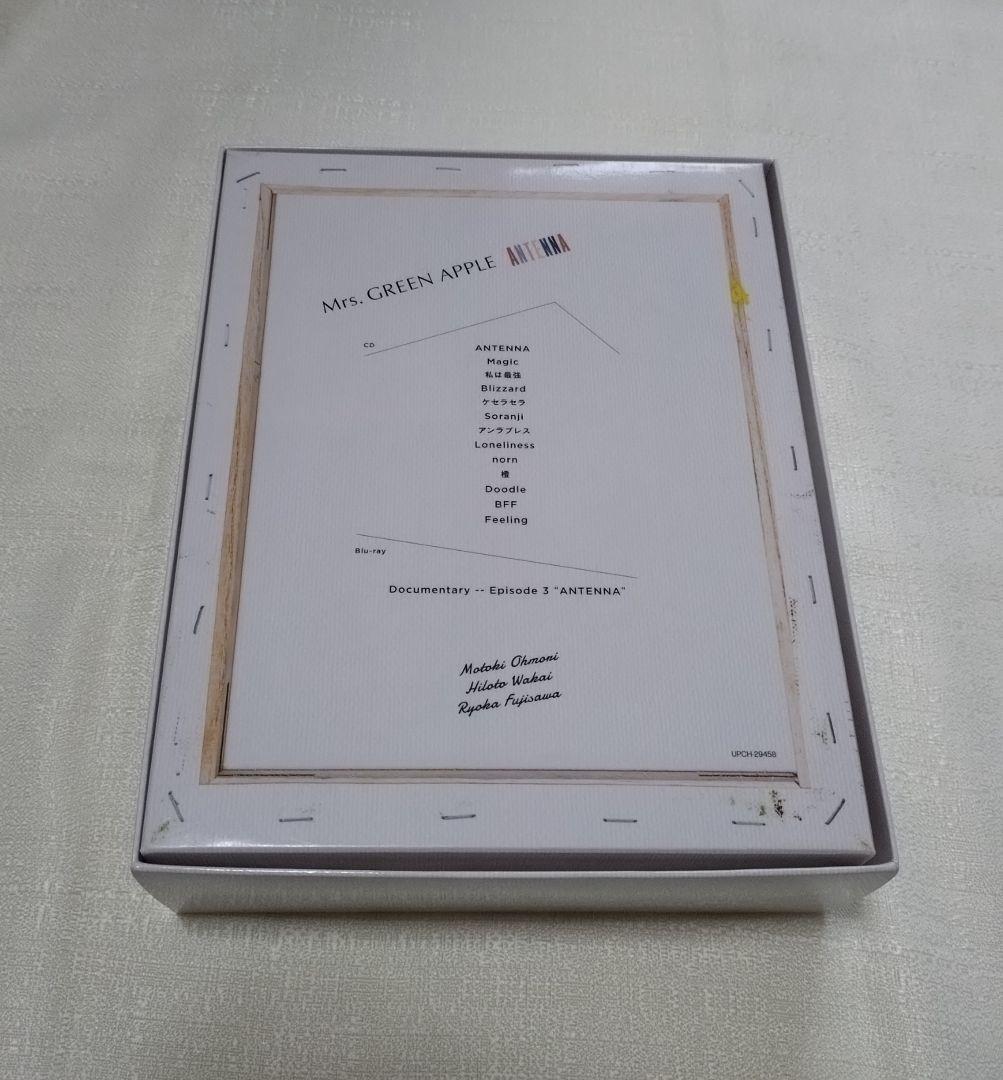 Mrs. GREEN APPLE ANTENNA
CD
ANTENNA
Magic
私は最強
Blizzard
ケセラセラ
Soranji
アンラブレス
Loneliness
norn
橙
Doodle
BFF
Feeling
Blu-ray
Documentary -- Episode 3 "ANTENNA"
Motoki Ohmori
Hiloto Wakai
Ryoka Fujisawa
UPCH-29458